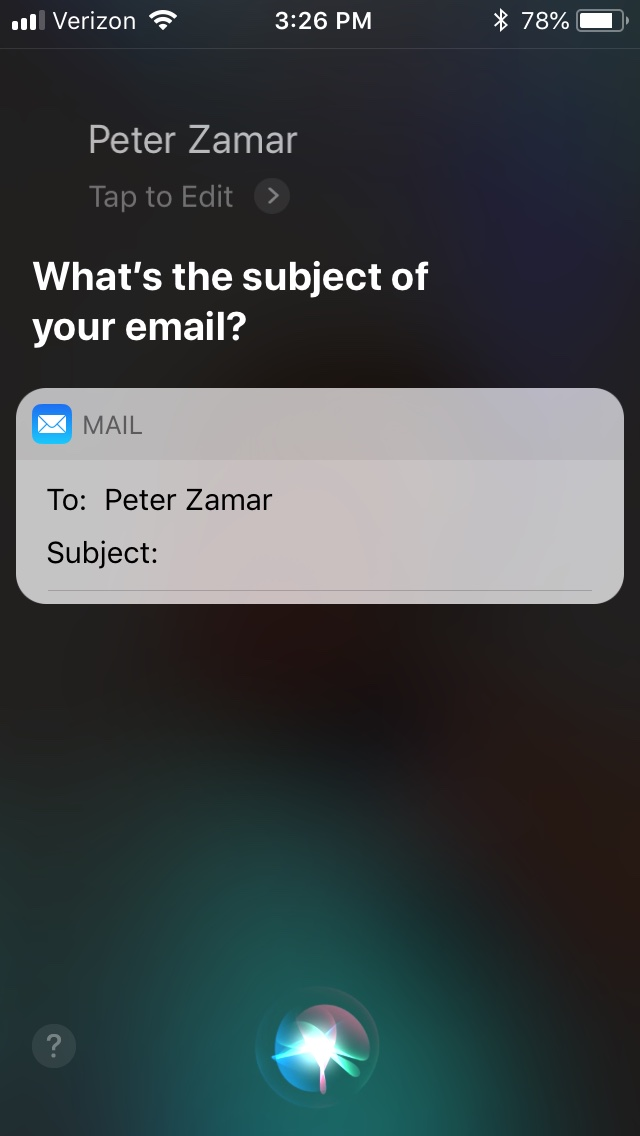 Verizon 3:26 PM 78%
Peter Zamar
Tap to Edit
What's the subject of
your email?
MAIL
To: Peter Zamar
Subject:
?